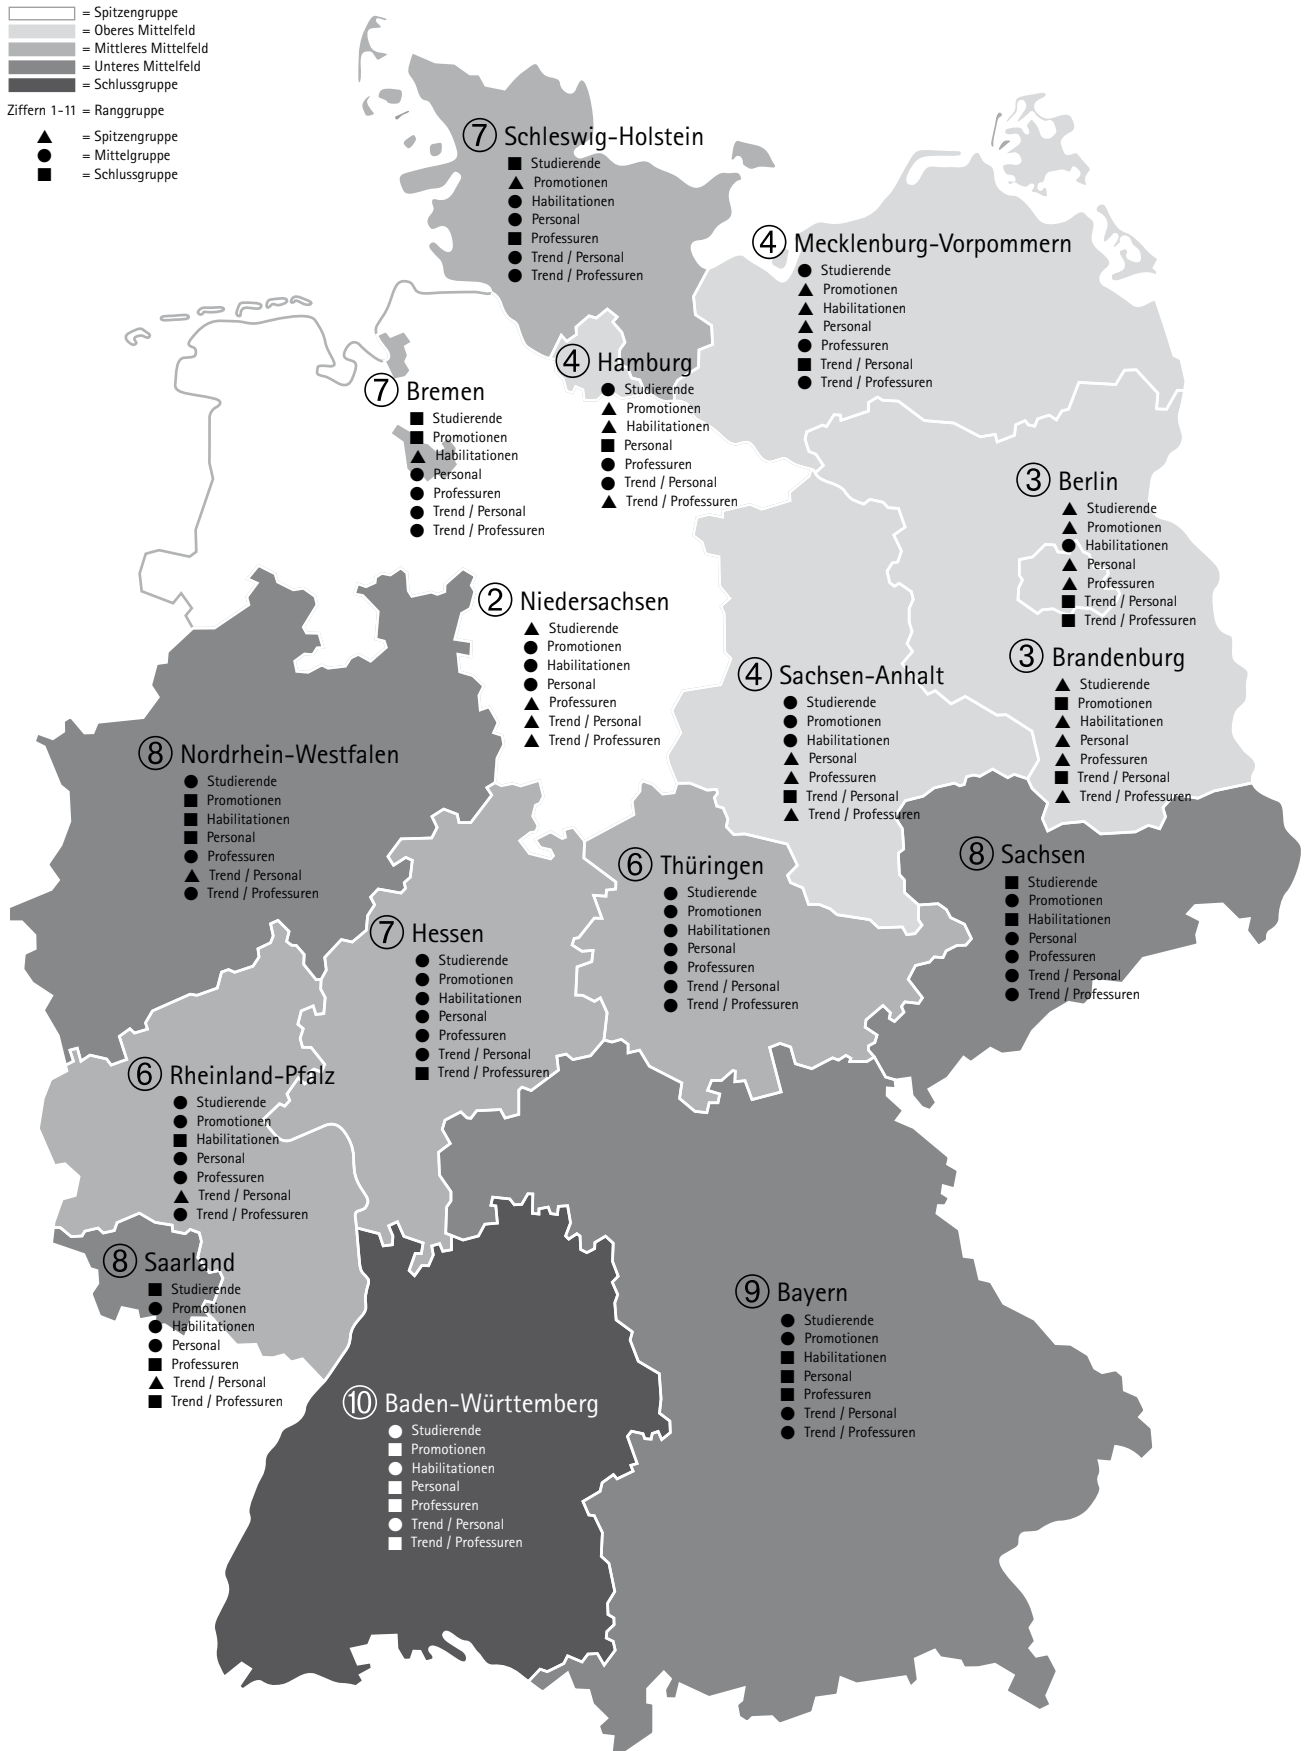 = Spitzengruppe
= Oberes Mittelfeld
= Mittleres Mittelfeld
= Unteres Mittelfeld
= Schlussgruppe
Ziffern 1-11 = Ranggruppe
= Spitzengruppe
= Mittelgruppe
= Schlussgruppe
7 Schleswig-Holstein
Studierende
Promotionen
Habilitationen
Personal
Professuren
Trend / Personal
Trend / Professuren
4 Mecklenburg-Vorpommern
Studierende
Promotionen
Habilitationen
Personal
Professuren
Trend / Personal
Trend / Professuren
4 Hamburg
Studierende
Promotionen
Habilitationen
Personal
Professuren
Trend / Personal
Trend / Professuren
7 Bremen
Studierende
Promotionen
Habilitationen
Personal
Professuren
Trend / Personal
Trend / Professuren
3 Berlin
Studierende
Promotionen
Habilitationen
Personal
Professuren
Trend / Personal
Trend / Professuren
2 Niedersachsen
Studierende
Promotionen
Habilitationen
Personal
Professuren
Trend / Personal
Trend / Professuren
3 Brandenburg
Studierende
Promotionen
Habilitationen
Personal
Professuren
Trend / Personal
Trend / Professuren
4 Sachsen-Anhalt
Studierende
Promotionen
Habilitationen
Personal
Professuren
Trend / Personal
Trend / Professuren
8 Nordrhein-Westfalen
Studierende
Promotionen
Habilitationen
Personal
Professuren
Trend / Personal
Trend / Professuren
6 Thüringen
Studierende
Promotionen
Habilitationen
Personal
Professuren
Trend / Personal
Trend / Professuren
8 Sachsen
Studierende
Promotionen
Habilitationen
Personal
Professuren
Trend / Personal
Trend / Professuren
7 Hessen
Studierende
Promotionen
Habilitationen
Personal
Professuren
Trend / Personal
Trend / Professuren
6 Rheinland-Pfalz
Studierende
Promotionen
Habilitationen
Personal
Professuren
Trend / Personal
Trend / Professuren
8 Saarland
Studierende
Promotionen
Habilitationen
Personal
Professuren
Trend / Personal
Trend / Professuren
9 Bayern
Studierende
Promotionen
Habilitationen
Personal
Professuren
Trend / Personal
Trend / Professuren
10 Baden-Württemberg
Studierende
Promotionen
Habilitationen
Personal
Professuren
Trend / Personal
Trend / Professuren